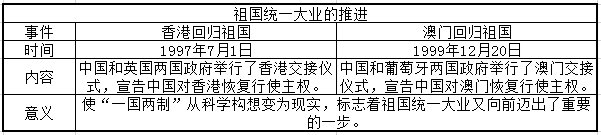 祖国统一大业的推进
事件 香港回归祖国 澳门回归祖国
时间 1997年7月1日 1999年12月20日
内容 中国和英国两国政府举行了香港交接仪式，宣告中国对香港恢复行使主权。 中国和葡萄牙两国政府举行了澳门交接仪式，宣告中国对澳门恢复行使主权。
意义 使“一国两制”从科学构想变为现实，标志着祖国统一大业又向前迈出了重要的一步。